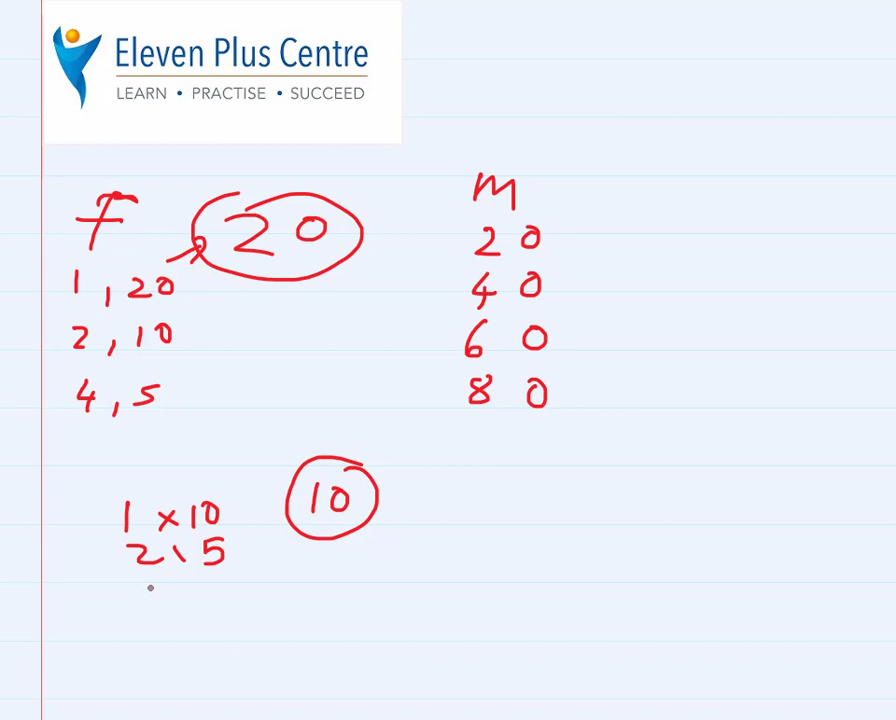 Eleven Plus Centre
LEARN • PRACTISE • SUCCEED
F 20
1, 20
2, 10
4, 5
M
20
40
60
80
10
1 × 10
2, 5